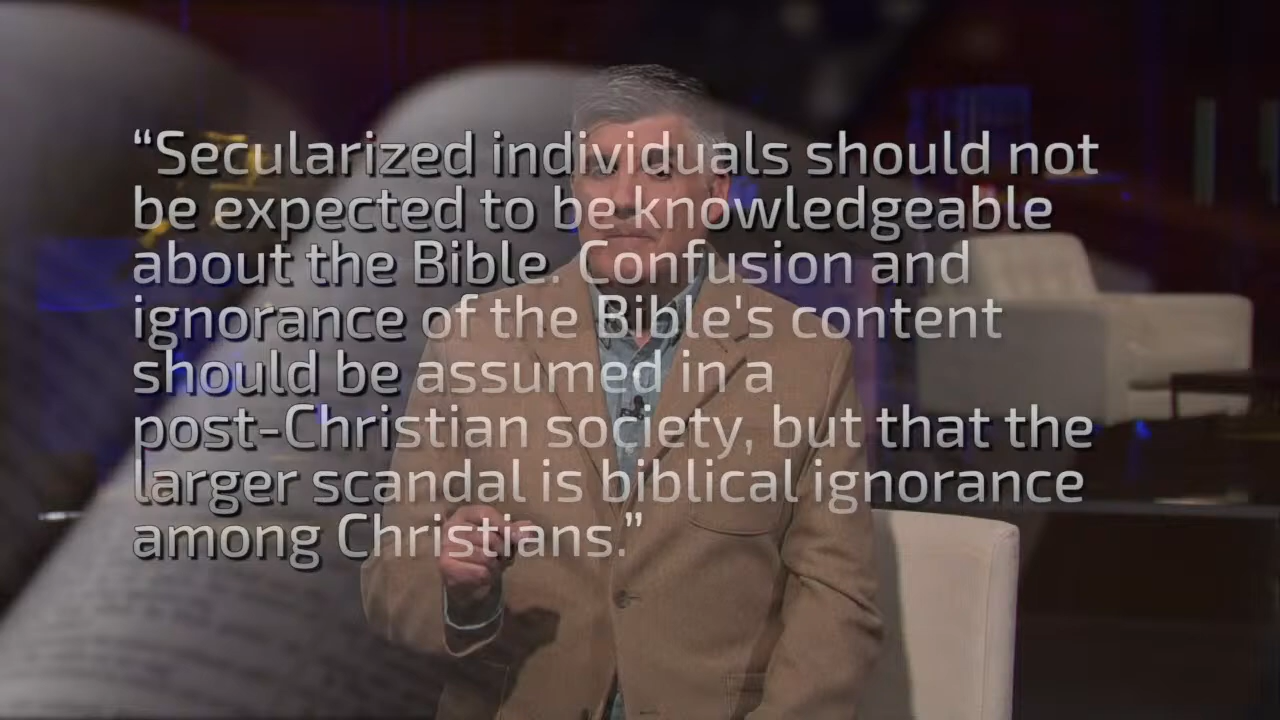 “Secularized individuals should not
be expected to be knowledgeable
about the Bible. Confusion and
ignorance of the Bible's content
should be assumed in a
post-Christian society, but that the
larger scandal is biblical ignorance
among Christians.”